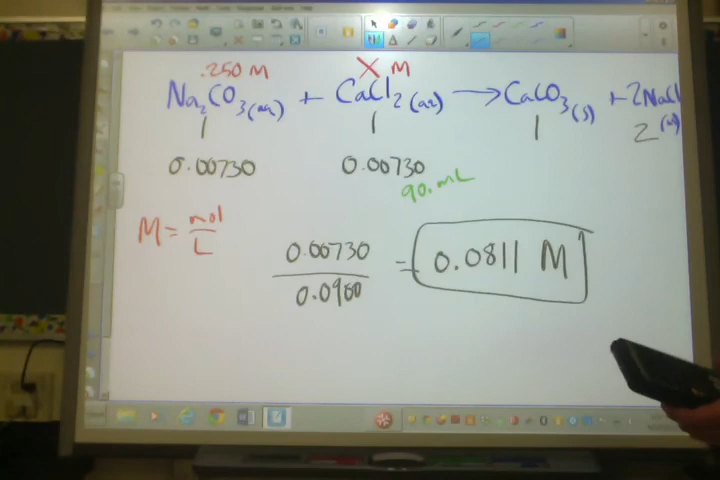 .250 M X M
Na2CO3(aq) + CaCl2(aq) → CaCO3(s) + 2NaCl
1 1 1 2
0.00730 0.00730
90.mL
M = mol/L
0.00730/0.0900 = 0.0811 M